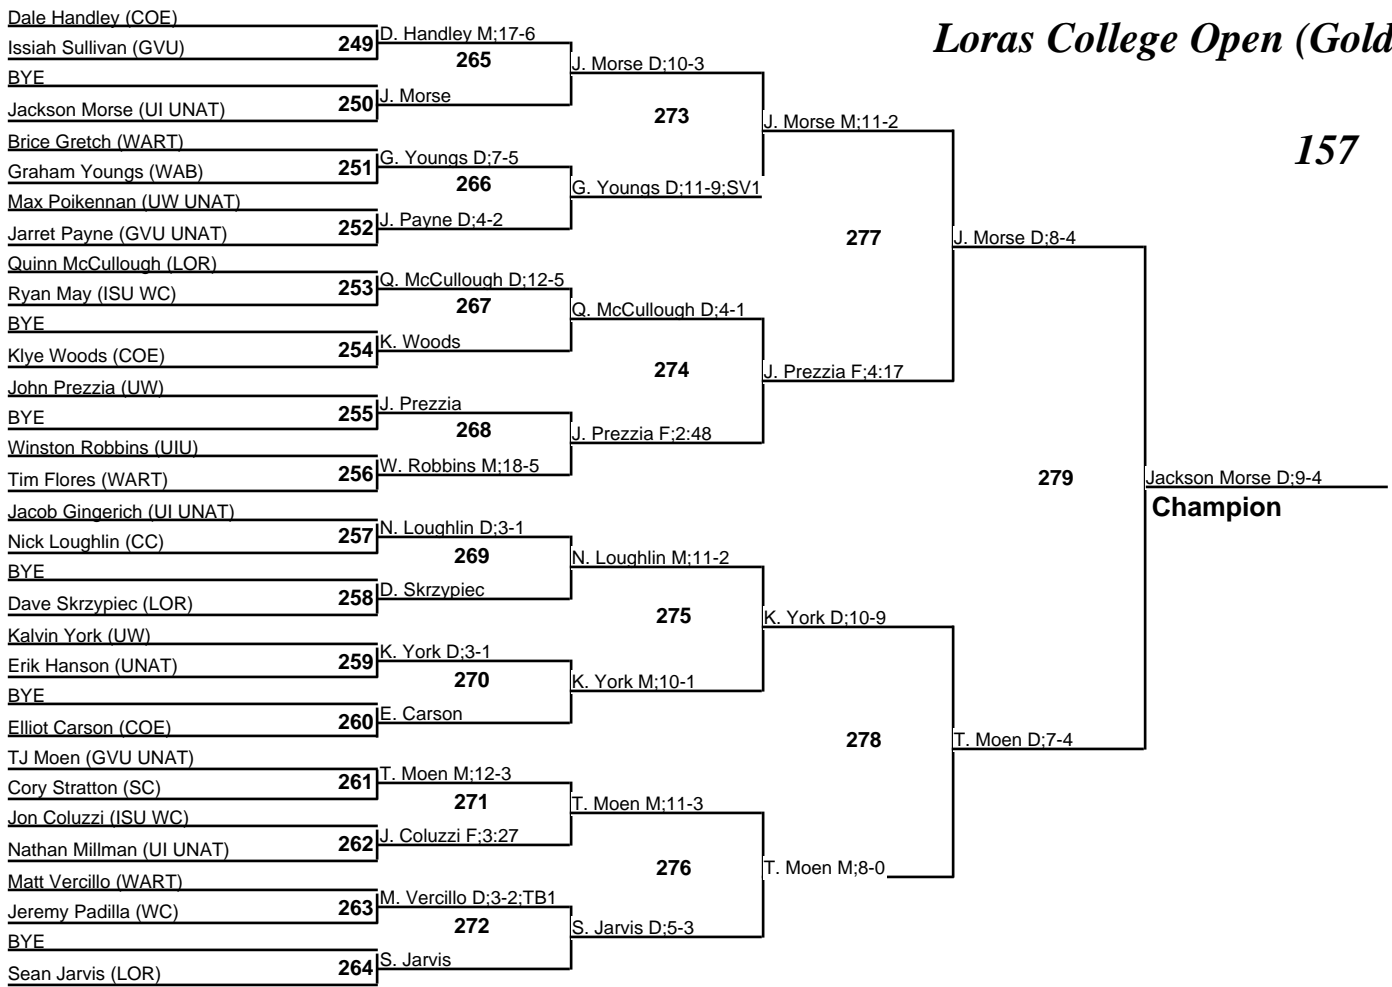 Loras College Open (Gold
157
Dale Handley (COE)
Issiah Sullivan (GVU)
BYE
Jackson Morse (UI UNAT)
Brice Gretch (WART)
Graham Youngs (WAB)
Max Poikennan (UW UNAT)
Jarret Payne (GVU UNAT)
Quinn McCullough (LOR)
Ryan May (ISU WC)
BYE
Klye Woods (COE)
John Prezzia (UW)
BYE
Winston Robbins (UIU)
Tim Flores (WART)
Jacob Gingerich (UI UNAT)
Nick Loughlin (CC)
BYE
Dave Skrzypiec (LOR)
Kalvin York (UW)
Erik Hanson (UNAT)
BYE
Elliot Carson (COE)
TJ Moen (GVU UNAT)
Cory Stratton (SC)
Jon Coluzzi (ISU WC)
Nathan Millman (UI UNAT)
Matt Vercillo (WART)
Jeremy Padilla (WC)
BYE
Sean Jarvis (LOR)
249
250
251
252
253
254
255
256
257
258
259
260
261
262
263
264
D. Handley M;17-6
J. Morse
G. Youngs D;7-5
J. Payne D;4-2
Q. McCullough D;12-5
K. Woods
J. Prezzia
W. Robbins M;18-5
N. Loughlin D;3-1
D. Skrzypiec
K. York D;3-1
E. Carson
T. Moen M;12-3
J. Coluzzi F;3:27
M. Vercillo D;3-2;TB1
S. Jarvis
265
266
267
268
269
270
271
272
J. Morse D;10-3
G. Youngs D;11-9;SV1
Q. McCullough D;4-1
J. Prezzia F;2:48
N. Loughlin M;11-2
K. York M;10-1
T. Moen M;11-3
S. Jarvis D;5-3
273
274
275
276
J. Morse M;11-2
J. Prezzia F;4:17
K. York D;10-9
T. Moen M;8-0
277
278
J. Morse D;8-4
T. Moen D;7-4
279
Jackson Morse D;9-4
Champion